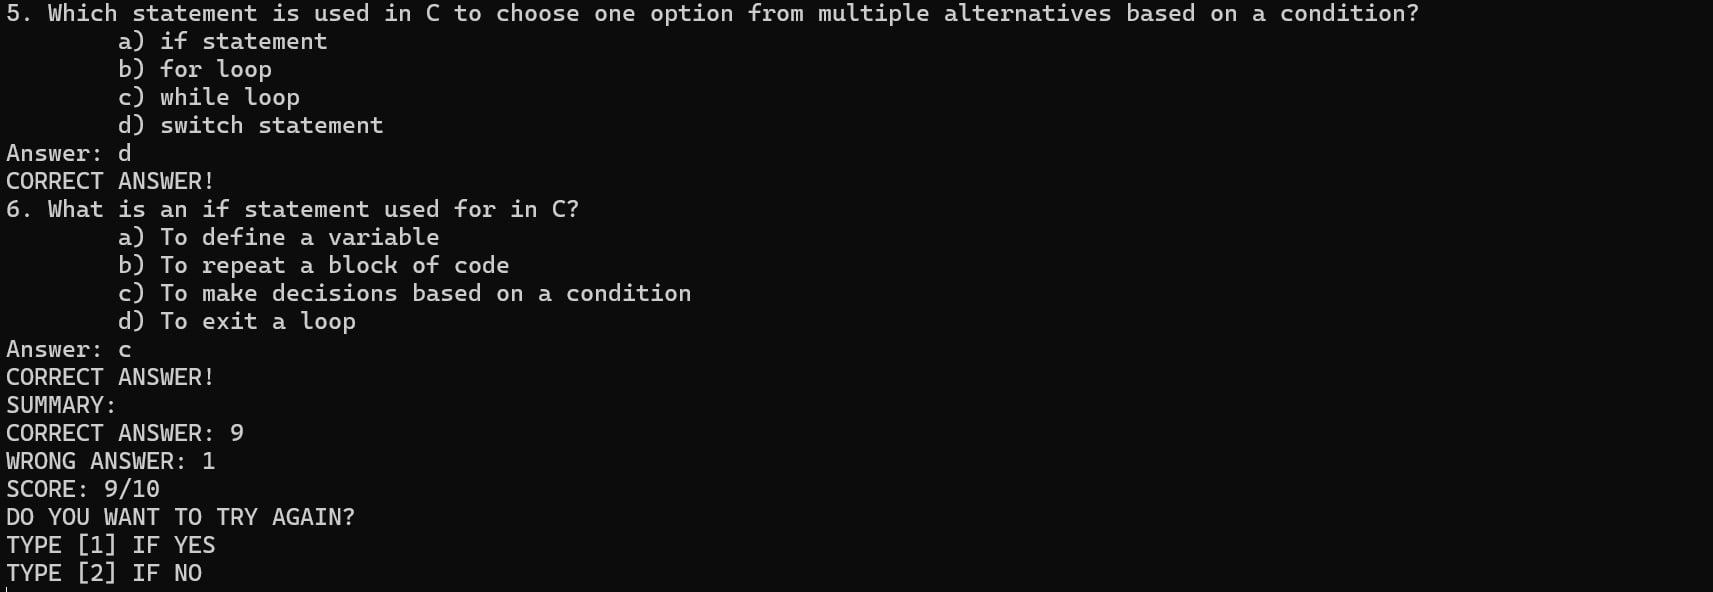 5. Which statement is used in C to choose one option from multiple alternatives based on a condition?
a) if statement
b) for loop
c) while loop
d) switch statement
Answer: d
CORRECT ANSWER!
6. What is an if statement used for in C?
a) To define a variable
b) To repeat a block of code
c) To make decisions based on a condition
d) To exit a loop
Answer: c
CORRECT ANSWER!
SUMMARY:
CORRECT ANSWER: 9
WRONG ANSWER: 1
SCORE: 9/10
DO YOU WANT TO TRY AGAIN?
TYPE [1] IF YES
TYPE [2] IF NO